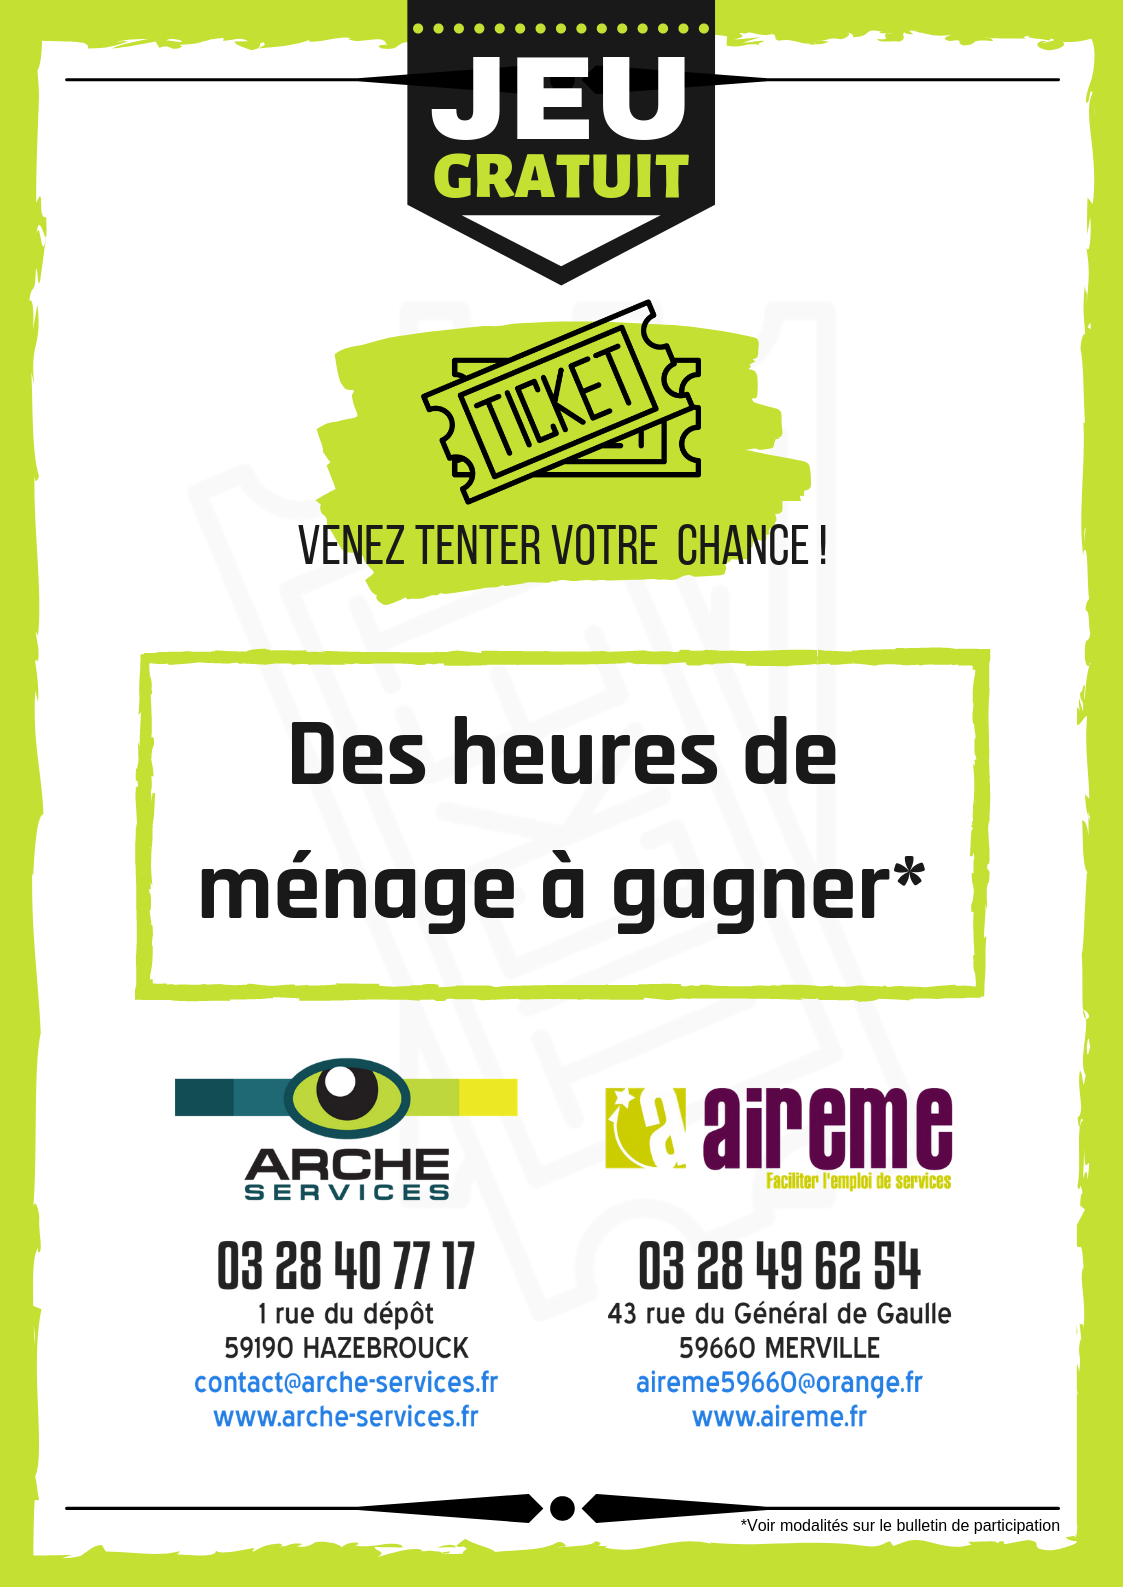 JEU
GRATUIT
TICKET
VENEZ TENTER VOTRE CHANCE !
Des heures de
ménage à gagner*
ARCHE
SERVICES
03 28 40 77 17
1 rue du dépôt
59190 HAZEBROUCK
contact@arche-services.fr
www.arche-services.fr
a aireme
Faciliter l'emploi de services
03 28 49 62 54
43 rue du Général de Gaulle
59660 MERVILLE
aireme59660@orange.fr
www.aireme.fr
*Voir modalités sur le bulletin de participation